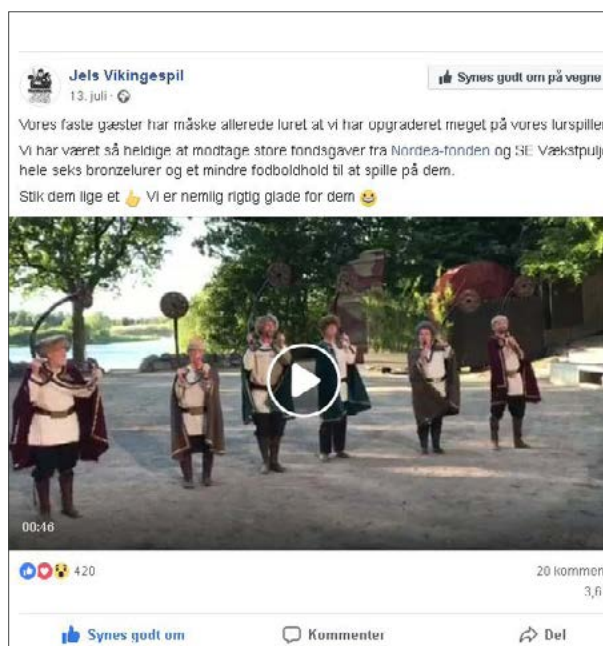 Jels Vikingespil
Synes godt om på vegne
13. juli ·
Vores faste gæster har måske allerede luret at vi har opgraderet meget på vores lurspiller
Vi har været så heldige at modtage store fondsgaver fra Nordea-fonden og SE Vækstpulj
hele seks bronzelurer og et mindre fodboldhold til at spille på dem.
Stik dem lige et 👍 Vi er nemlig rigtig glade for dem 😄
00:46
420
20 kommen
3,6
Synes godt om
Kommenter
Del